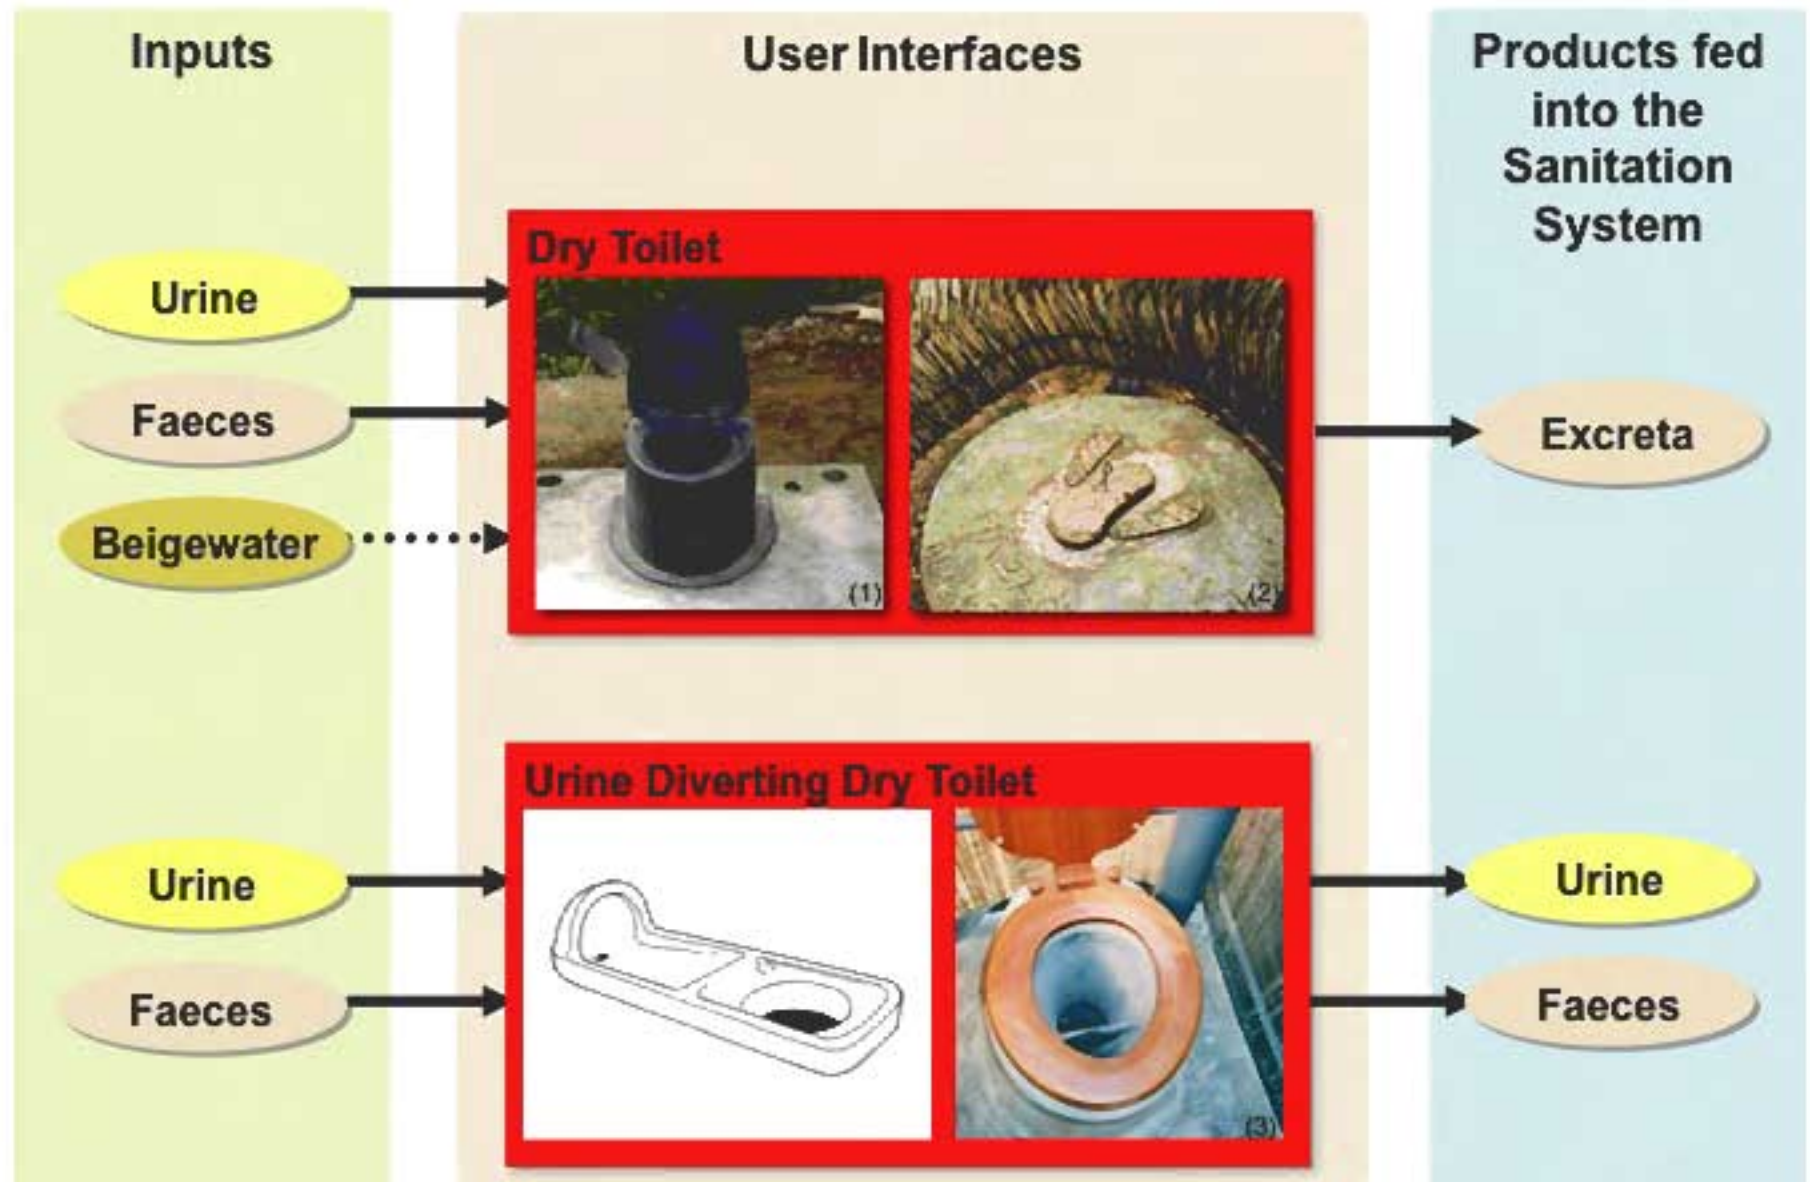 Inputs
User Interfaces
Products fed
into the
Sanitation
System
Dry Toilet
Urine
Faeces
Beigewater
(1)
(2)
Excreta
Urine Diverting Dry Toilet
Urine
Faeces
(3)
Urine
Faeces